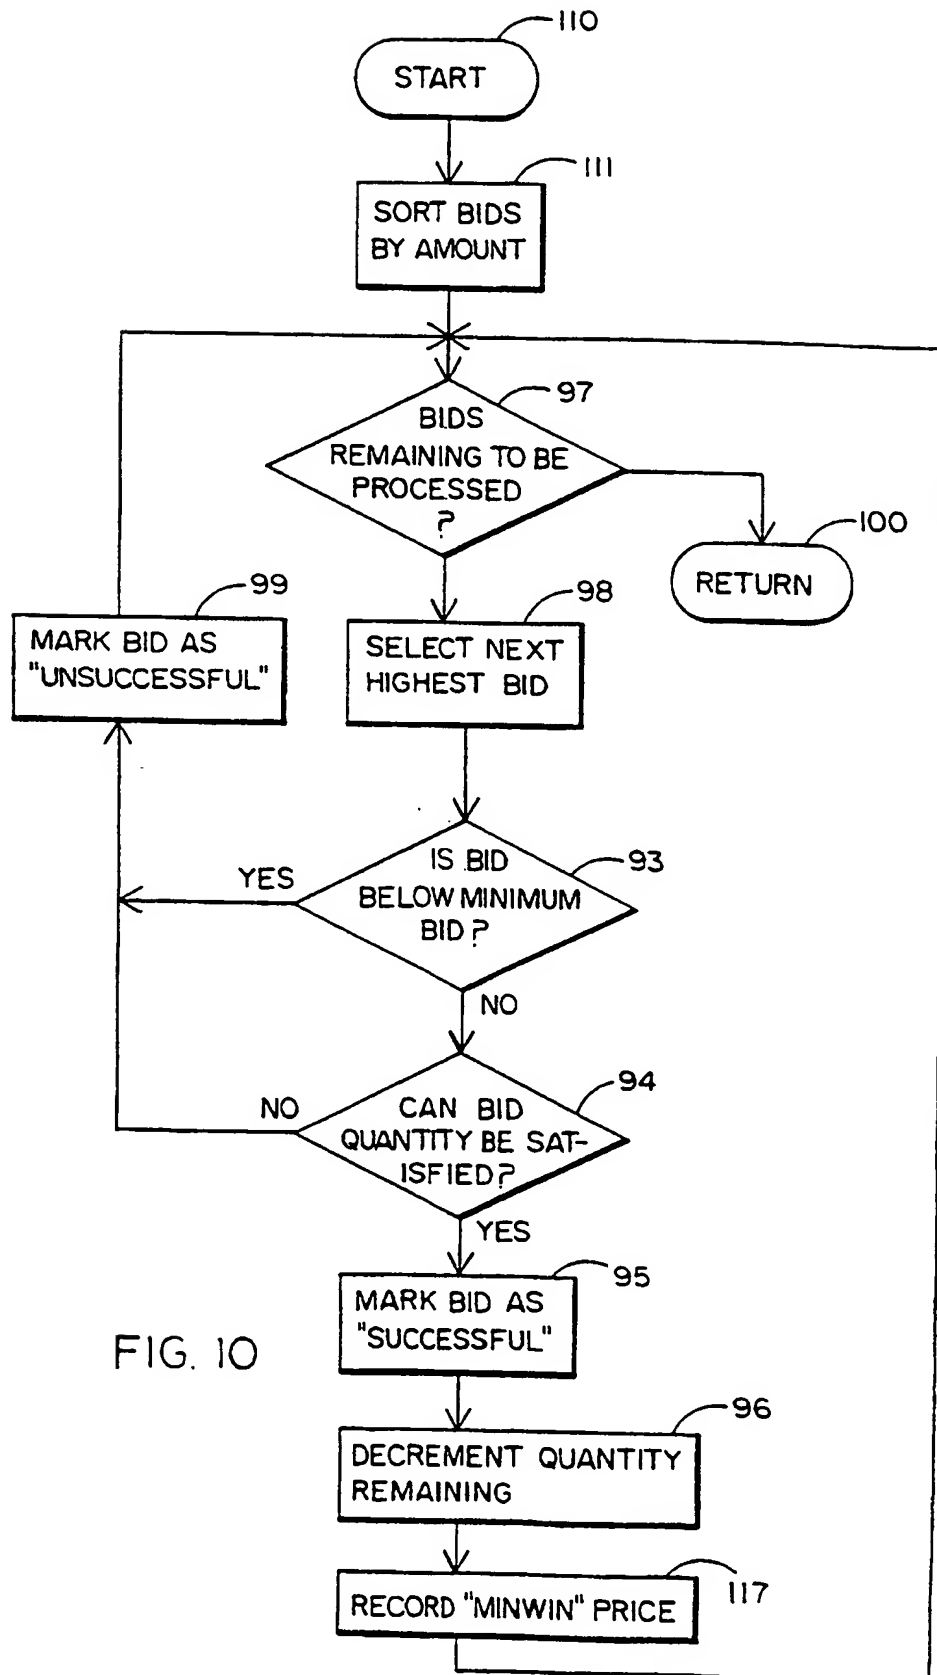 110
START
111
SORT BIDS
BY AMOUNT
97
BIDS
REMAINING TO BE
PROCESSED
?
100
RETURN
99
MARK BID AS
"UNSUCCESSFUL"
98
SELECT NEXT
HIGHEST BID
93
IS BID
BELOW MINIMUM
BID?
YES
NO
94
CAN BID
QUANTITY BE SAT-
ISFIED?
NO
YES
95
MARK BID AS
"SUCCESSFUL"
FIG. 10
96
DECREMENT QUANTITY
REMAINING
117
RECORD "MINWIN" PRICE